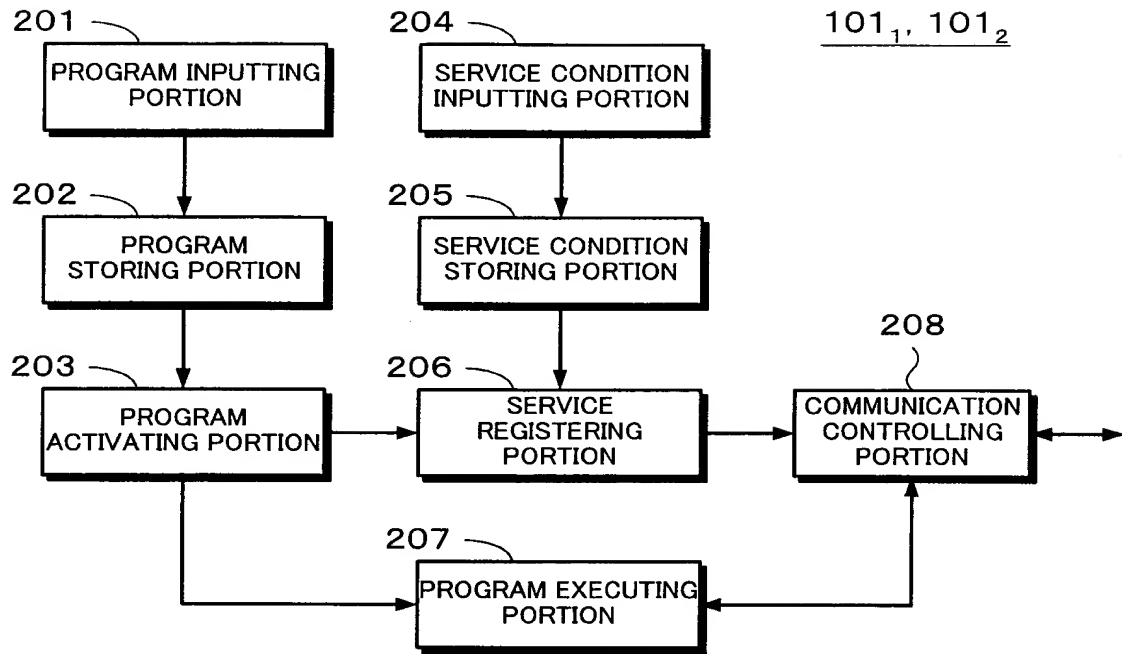 201
PROGRAM INPUTTING
PORTION
204
SERVICE CONDITION
INPUTTING PORTION
101₁, 101₂
202
PROGRAM
STORING PORTION
205
SERVICE CONDITION
STORING PORTION
203
PROGRAM
ACTIVATING PORTION
206
SERVICE
REGISTERING
PORTION
208
COMMUNICATION
CONTROLLING
PORTION
207
PROGRAM EXECUTING
PORTION